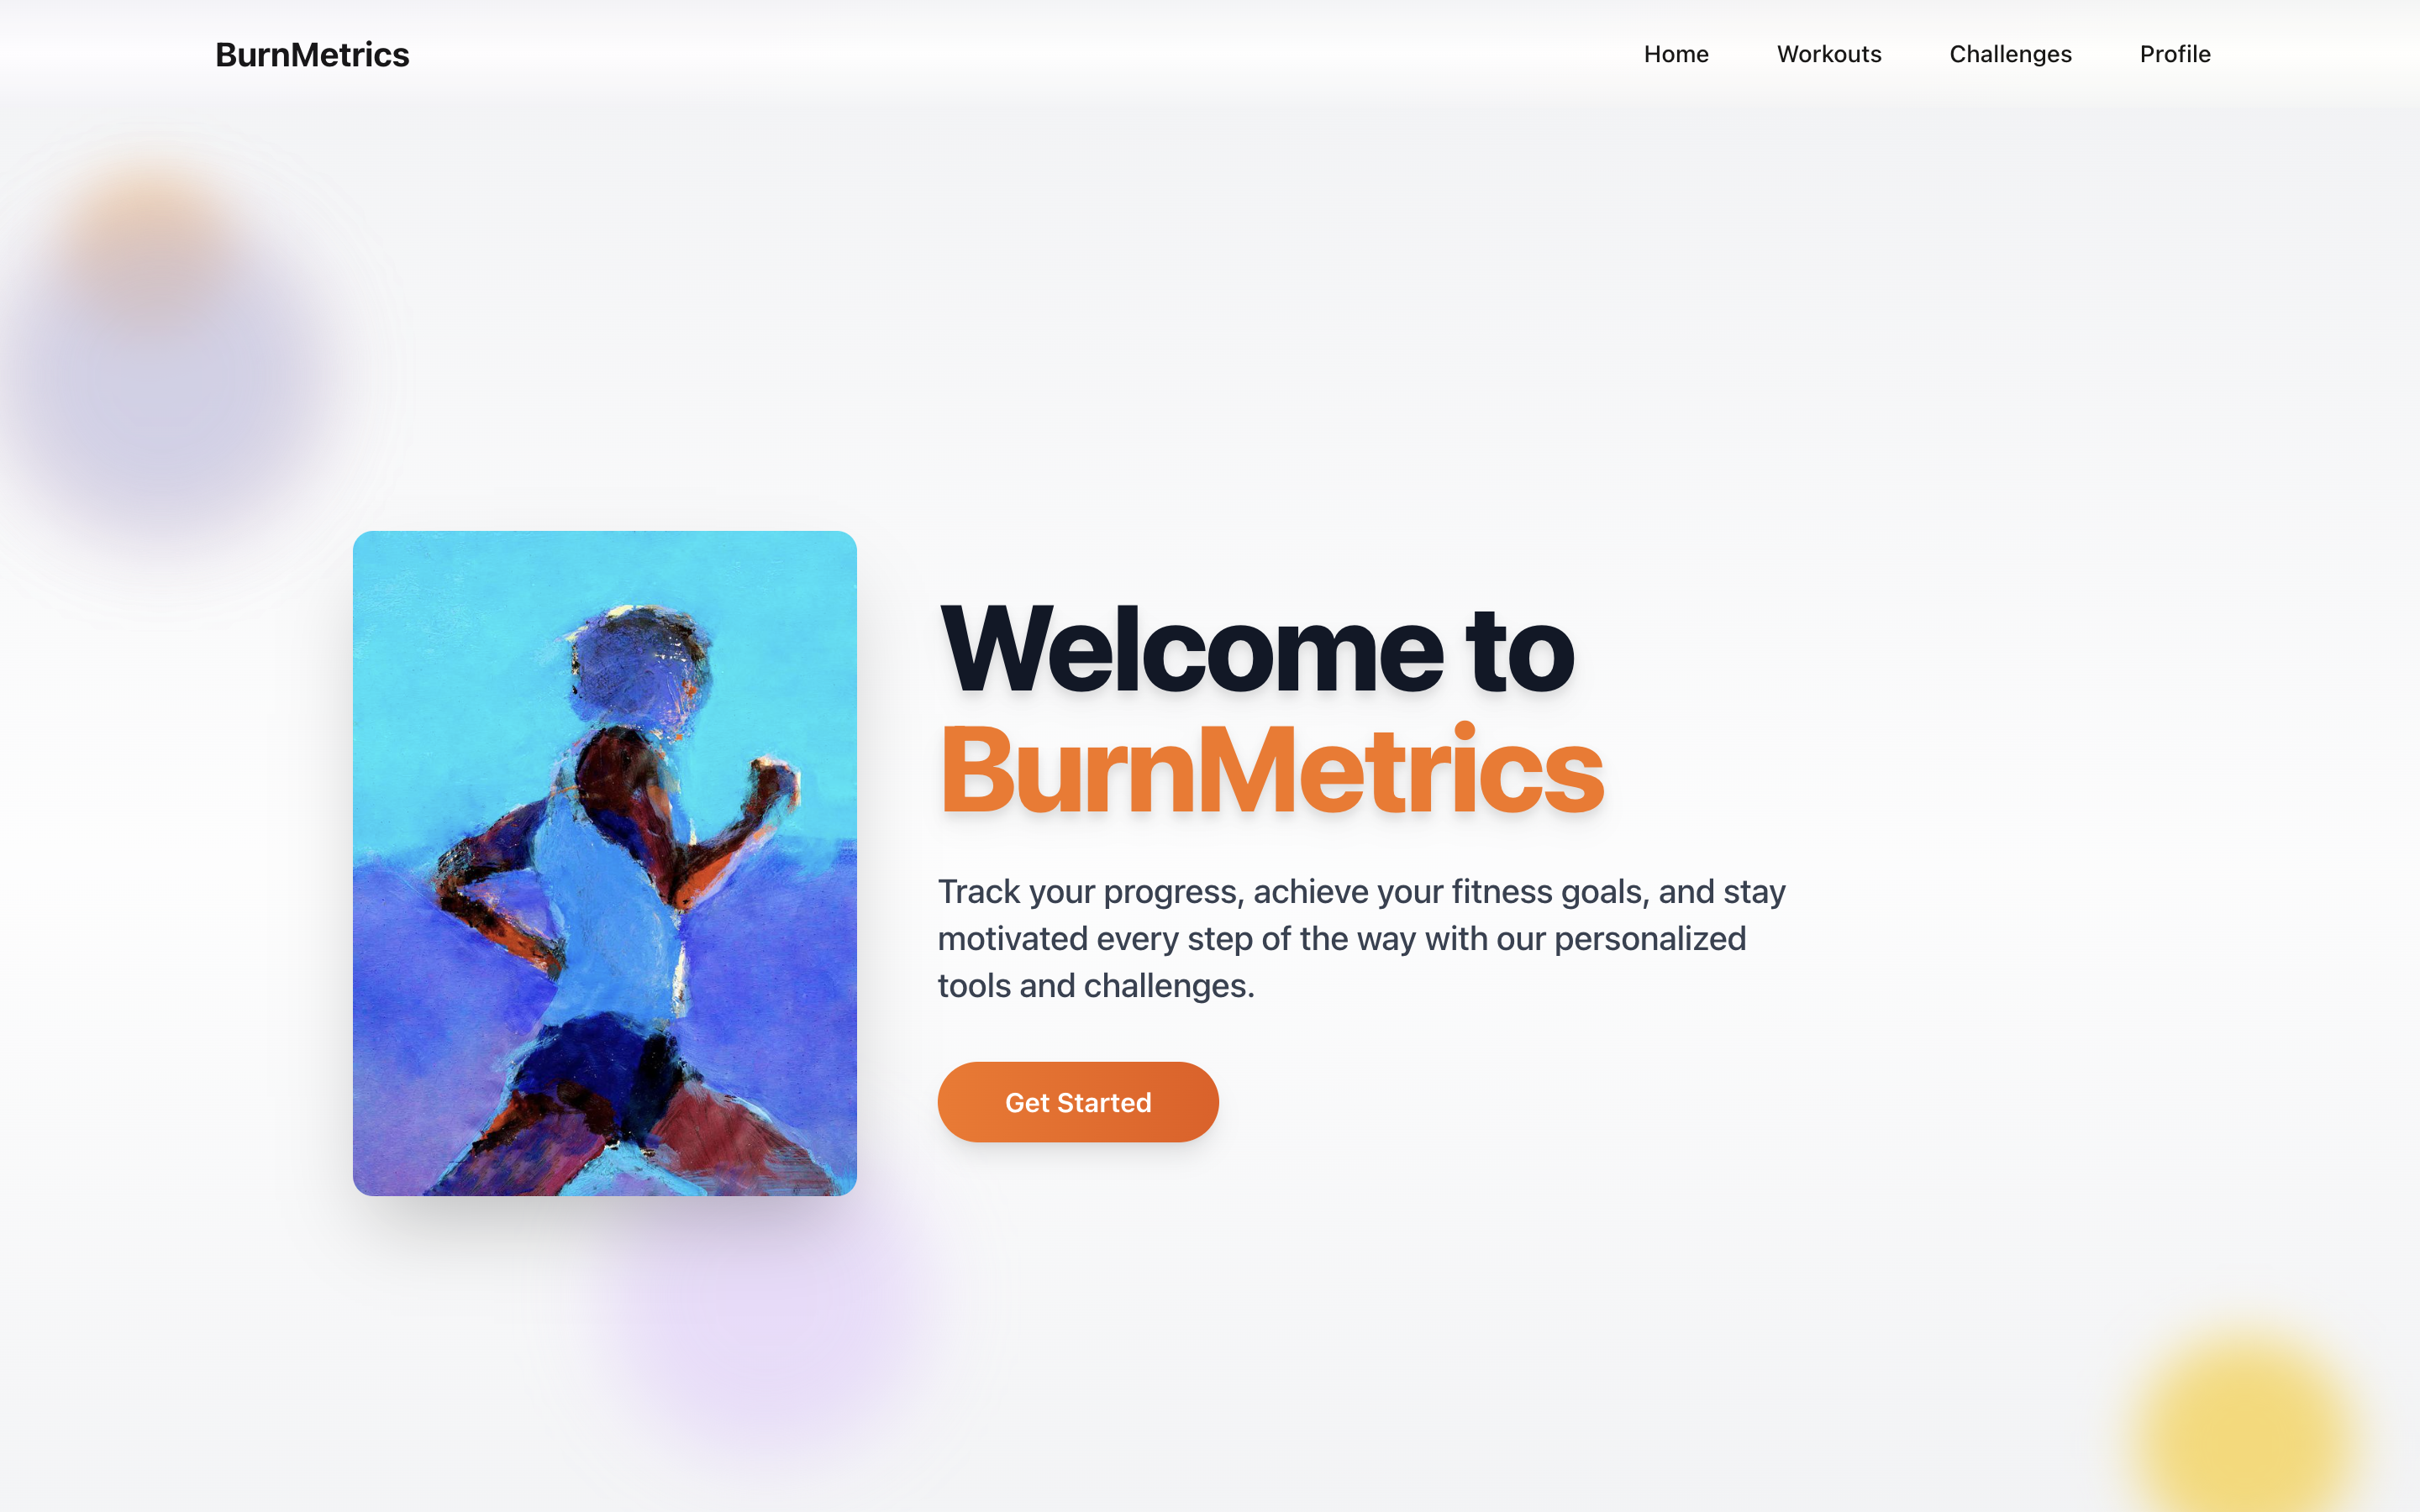 BurnMetrics
Home Workouts Challenges Profile
Welcome to
BurnMetrics
Track your progress, achieve your fitness goals, and stay
motivated every step of the way with our personalized
tools and challenges.
Get Started